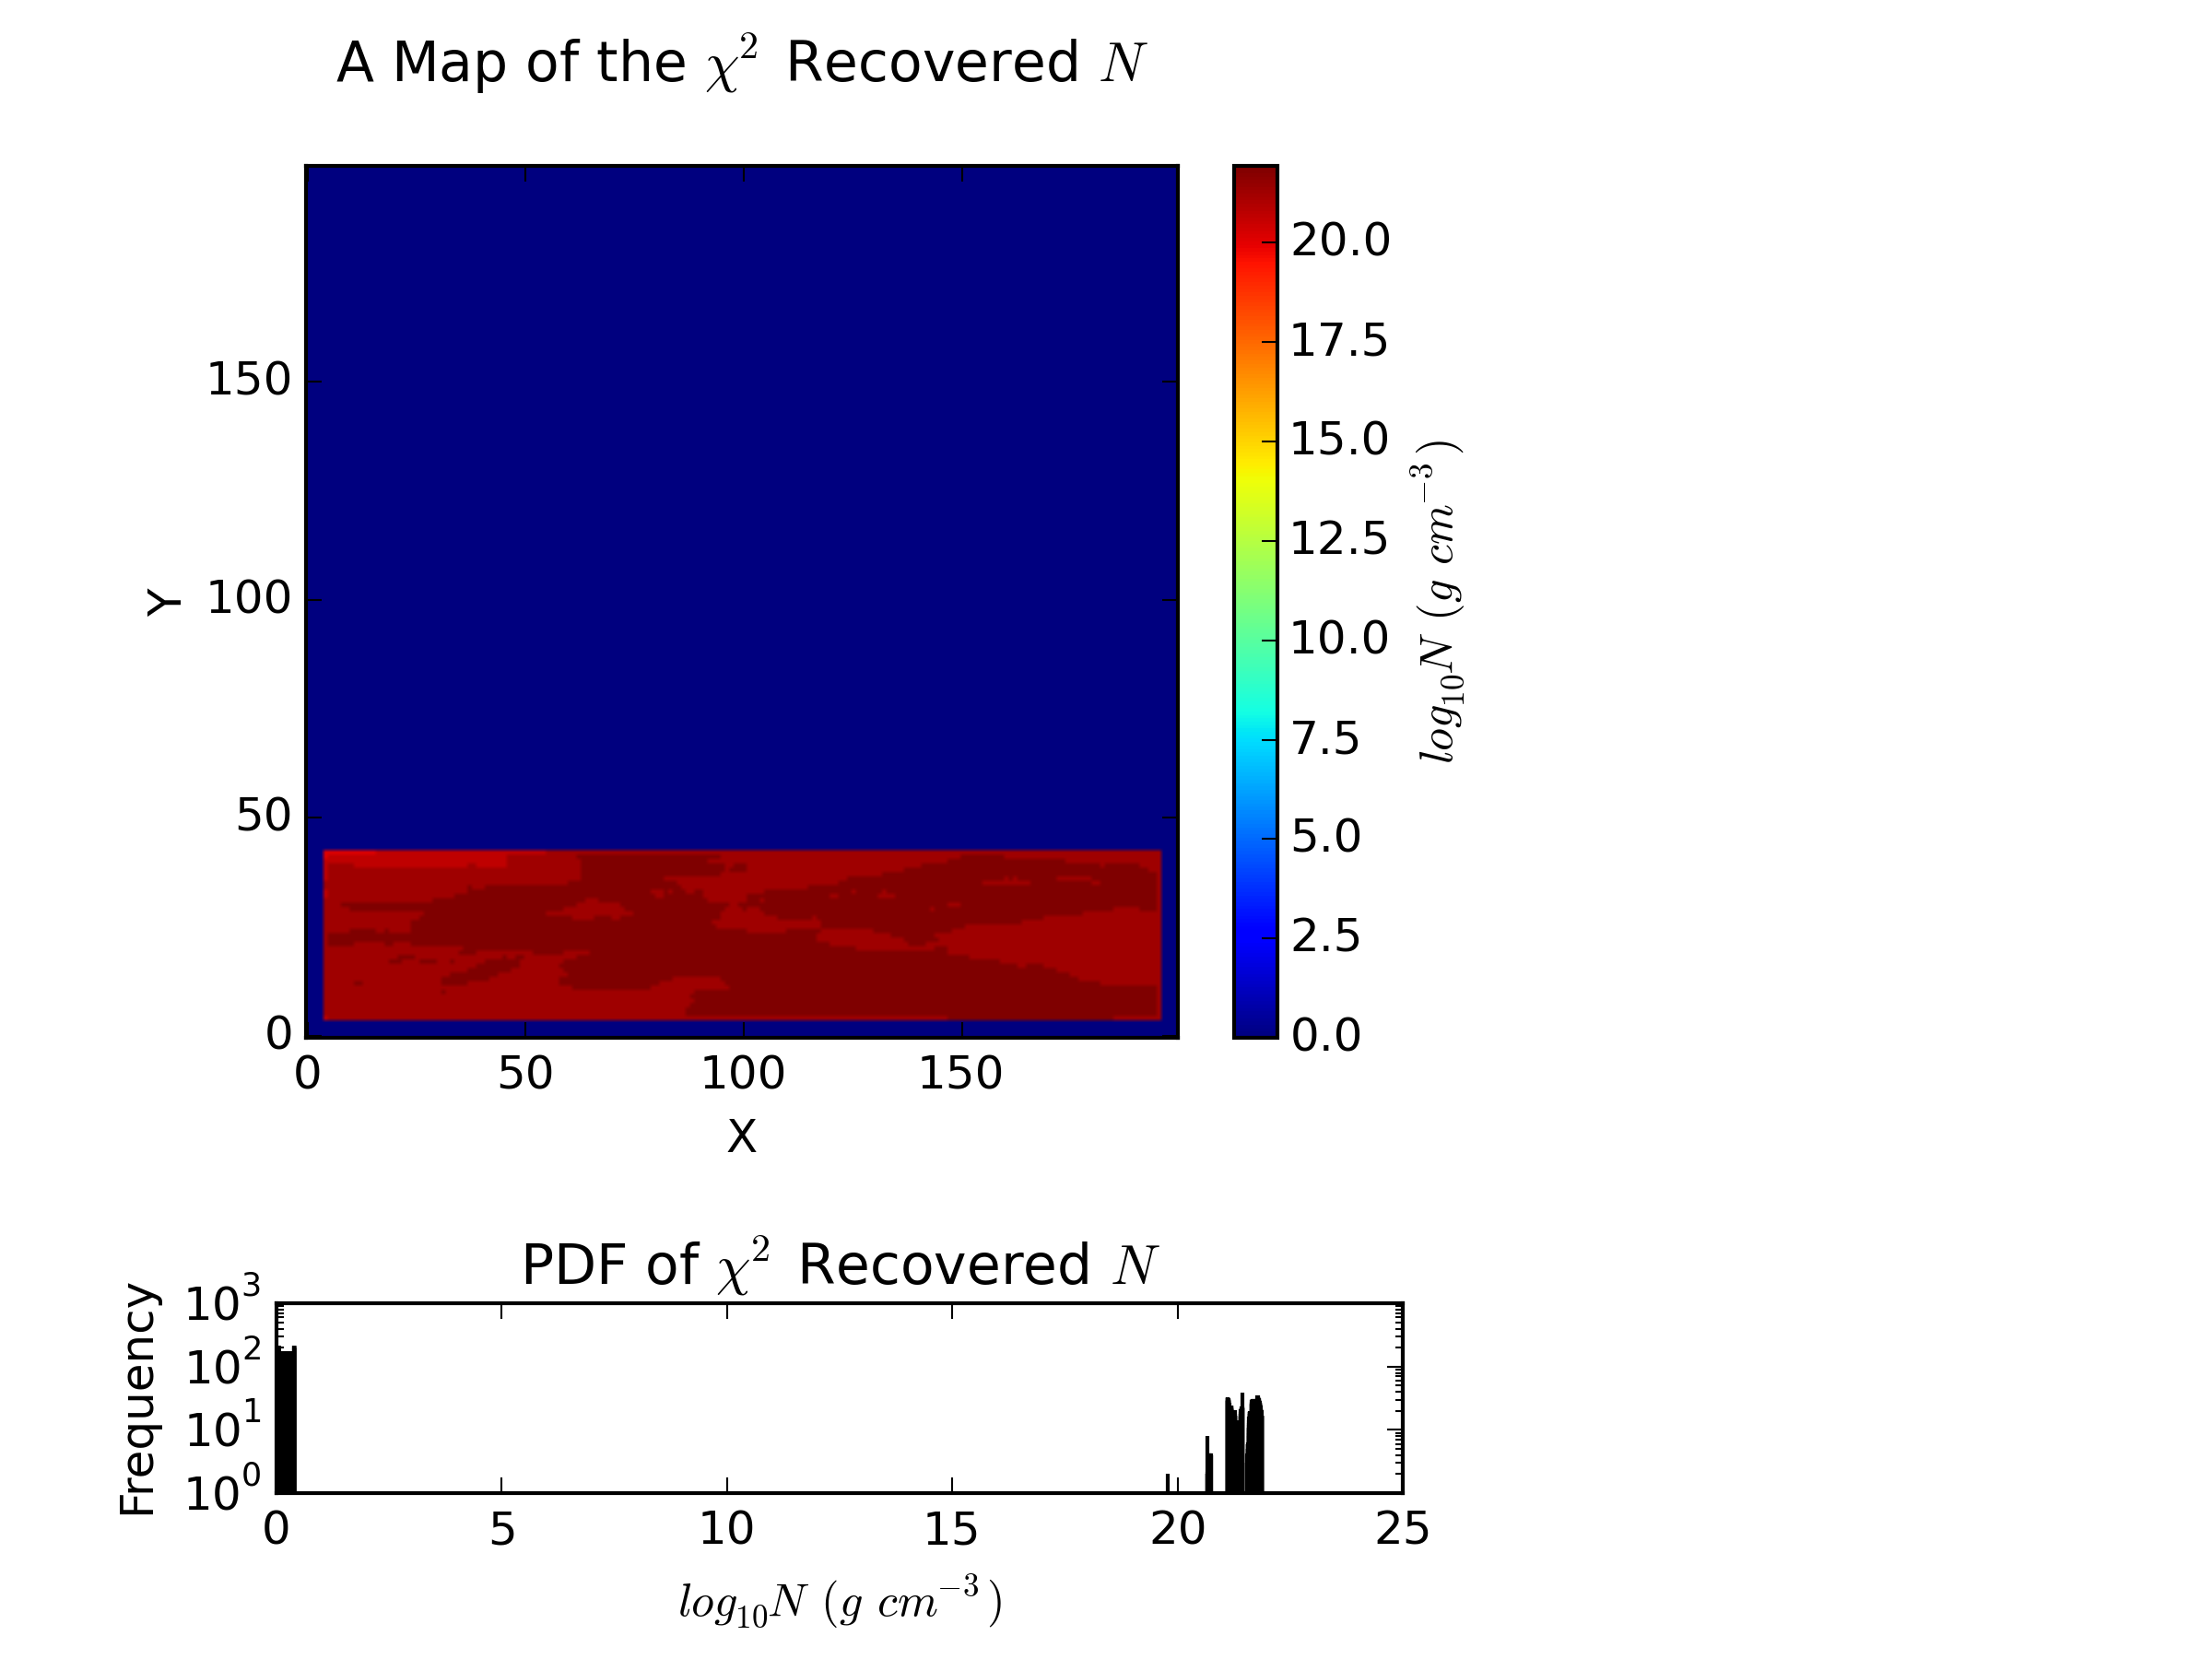 A Map of the χ² Recovered N
150
100
50
0
Y
0 50 100 150
X
20.0
17.5
15.0
12.5
10.0
7.5
5.0
2.5
0.0
log₁₀N (g cm⁻³)
PDF of χ² Recovered N
Frequency
10³
10²
10¹
10⁰
0 5 10 15 20 25
log₁₀N (g cm⁻³)